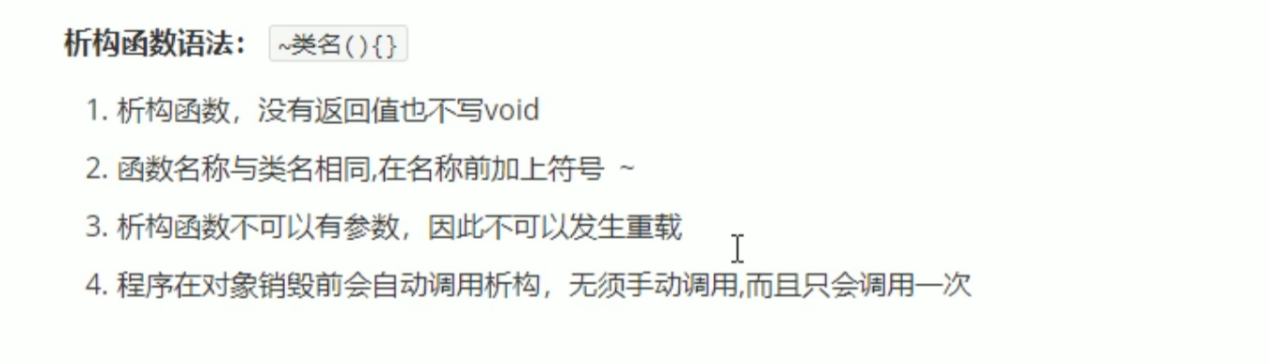 析构函数语法： ~类名(){}
1. 析构函数，没有返回值也不写void
2. 函数名称与类名相同,在名称前加上符号 ~
3. 析构函数不可以有参数，因此不可以发生重载
4. 程序在对象销毁前会自动调用析构，无须手动调用,而且只会调用一次